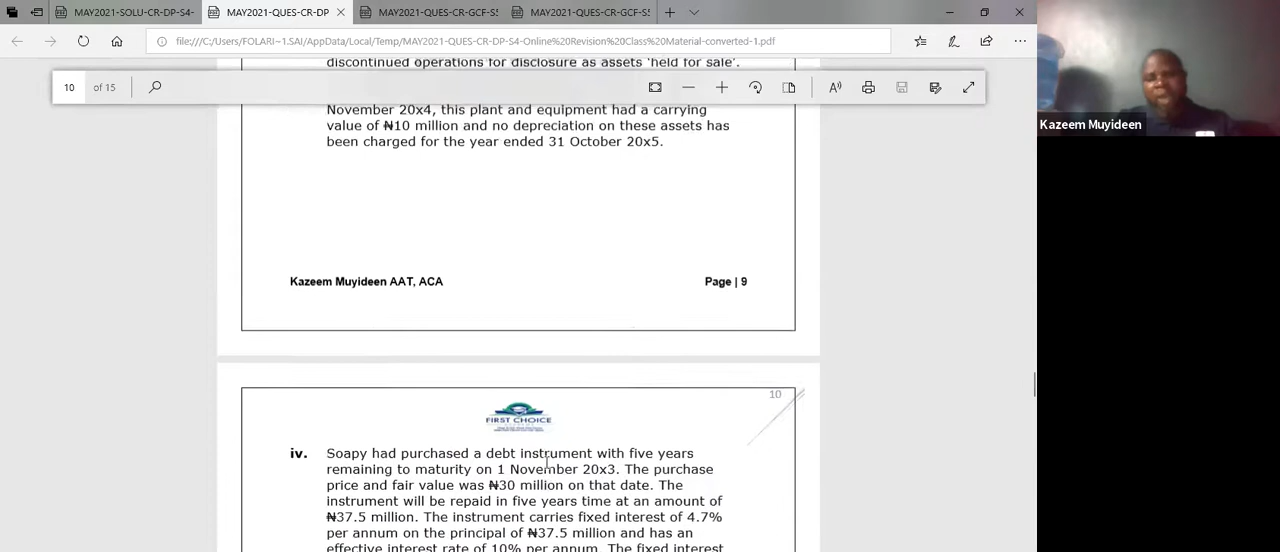 MAY2021-SOLU-CR-DP-S4-
MAY2021-QUES-CR-DP
MAY2021-QUES-CR-GCF-S5
MAY2021-QUES-CR-GCF-S5
file:///C:/Users/FOLARI~1.SAI/AppData/Local/Temp/MAY2021-QUES-CR-DP-S4-Online%20Revision%20Class%20Material-converted-1.pdf
discontinued operations for disclosure as assets 'held for sale'.
10 of 15
November 20x4, this plant and equipment had a carrying
value of ₦10 million and no depreciation on these assets has
been charged for the year ended 31 October 20x5.
Kazeem Muyideen AAT, ACA
Page | 9
10
FIRST CHOICE
iv. Soapy had purchased a debt instrument with five years
remaining to maturity on 1 November 20x3. The purchase
price and fair value was ₦30 million on that date. The
instrument will be repaid in five years time at an amount of
₦37.5 million. The instrument carries fixed interest of 4.7%
per annum on the principal of ₦37.5 million and has an
effective interest rate of 10% per annum. The fixed interest
Kazeem Muyideen